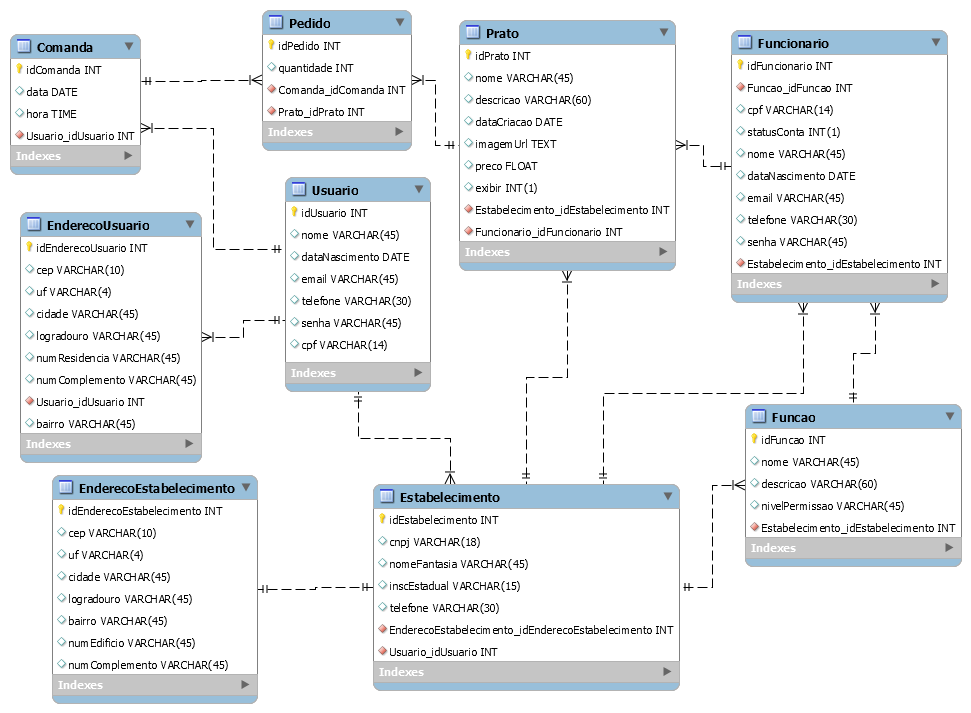 Comanda
idComanda INT
data DATE
hora TIME
Usuario_idUsuario INT
Indexes
Pedido
idPedido INT
quantidade INT
Comanda_idComanda INT
Prato_idPrato INT
Indexes
Prato
idPrato INT
nome VARCHAR(45)
descricao VARCHAR(60)
dataCriacao DATE
imagemUrl TEXT
preco FLOAT
exibir INT(1)
Estabelecimento_idEstabelecimento INT
Funcionario_idFuncionario INT
Indexes
Funcionario
idFuncionario INT
Funcao_idFuncao INT
cpf VARCHAR(14)
statusConta INT(1)
nome VARCHAR(45)
dataNascimento DATE
email VARCHAR(45)
telefone VARCHAR(30)
senha VARCHAR(45)
Estabelecimento_idEstabelecimento INT
Indexes
Usuario
idUsuario INT
nome VARCHAR(45)
dataNascimento DATE
email VARCHAR(45)
telefone VARCHAR(30)
senha VARCHAR(45)
cpf VARCHAR(14)
Indexes
EnderecoUsuario
idEnderecoUsuario INT
cep VARCHAR(10)
uf VARCHAR(4)
cidade VARCHAR(45)
logradouro VARCHAR(45)
numResidencia VARCHAR(45)
numComplemento VARCHAR(45)
Usuario_idUsuario INT
bairro VARCHAR(45)
Indexes
EnderecoEstabelecimento
idEnderecoEstabelecimento INT
cep VARCHAR(10)
uf VARCHAR(4)
cidade VARCHAR(45)
logradouro VARCHAR(45)
bairro VARCHAR(45)
numEdificio VARCHAR(45)
numComplemento VARCHAR(45)
Indexes
Estabelecimento
idEstabelecimento INT
cnpj VARCHAR(18)
nomeFantasia VARCHAR(45)
inscEstadual VARCHAR(15)
telefone VARCHAR(30)
EnderecoEstabelecimento_idEnderecoEstabelecimento INT
Usuario_idUsuario INT
Indexes
Funcao
idFuncao INT
nome VARCHAR(45)
descricao VARCHAR(60)
nivelPermissao VARCHAR(45)
Estabelecimento_idEstabelecimento INT
Indexes